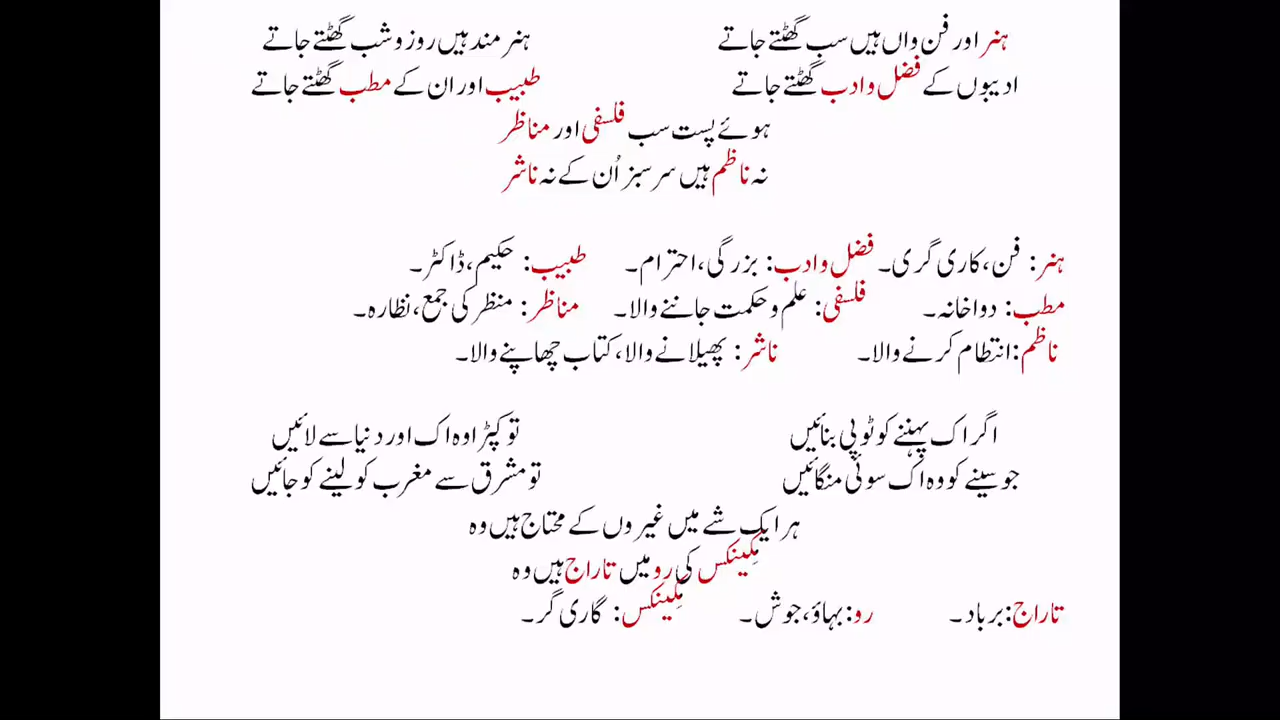 ہنر اور فن واں ہیں سب گھٹتے جاتے ہنر مند ہیں روز و شب گھٹتے جاتے
ادیبوں کے فضل و ادب گھٹتے جاتے طبیب اور ان کے مطب گھٹتے جاتے
ہوئے پست سب فلسفی اور مناظر
نہ ناظم ہیں سرسبز اُن کے نہ ناشر
ہنر: فن، کاری گری۔ فضل و ادب: بزرگی، احترام۔ طبیب: حکیم، ڈاکٹر۔
مطب: دواخانہ۔ فلسفی: علم و حکمت جاننے والا۔ مناظر: منظر کی جمع، نظارہ۔
ناظم: انتظام کرنے والا۔ ناشر: پھیلانے والا، کتاب چھاپنے والا۔
اگر اک پہننے کو ٹوپی بنائیں تو کپڑا وہ اک اور دنیا سے لائیں
جو سینے کو وہ اک سوئی منگائیں تو مشرق سے مغرب کو لینے کو جائیں
ہر ایک شے میں غیروں کے محتاج ہیں وہ
مِکینکس کی رو میں تاراج ہیں وہ
تاراج: برباد۔ رو: بہاؤ، جوش۔ مِکینکس: گاری گر۔